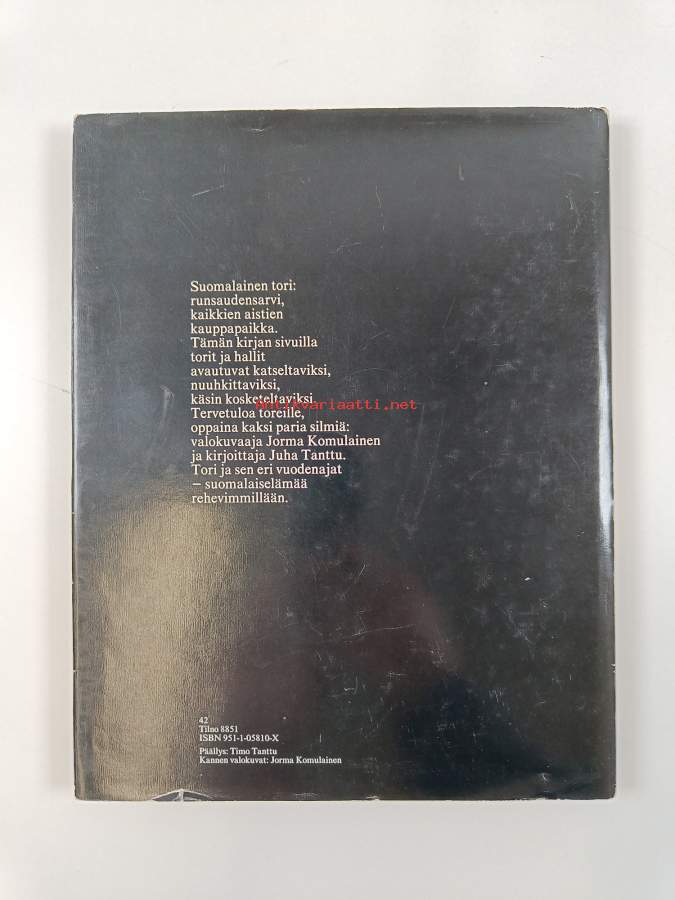 Suomalainen tori:
runsaudensarvi,
kaikkien aistien
kauppapaikka.
Tämän kirjan sivuilla
torit ja hallit
avautuvat katseltaviksi,
nuuhkittaviksi,
käsin kosketeltaviksi.
Antikvariaatti.net
Tervetuloa toreille,
oppaina kaksi paria silmiä:
valokuvaaja Jorma Komulainen
ja kirjoittaja Juha Tanttu.
Tori ja sen eri vuodenajat
– suomalaiselämää
rehevimmillään.
42
Tilno 8851
ISBN 951-1-05810-X
Päällys: Timo Tanttu
Kannen valokuvat: Jorma Komulainen